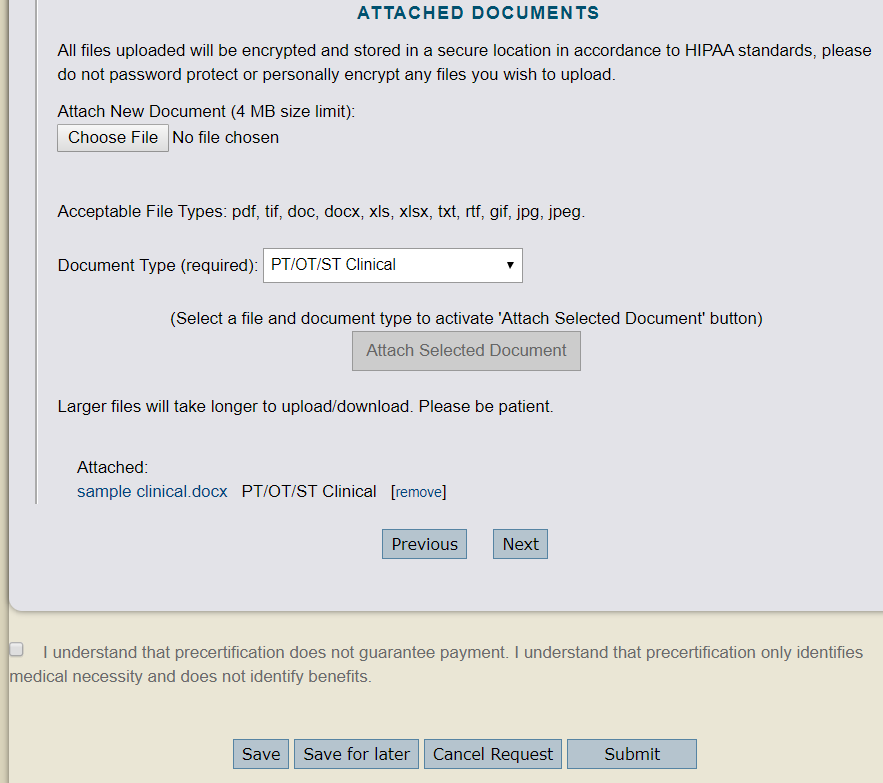 ATTACHED DOCUMENTS
All files uploaded will be encrypted and stored in a secure location in accordance to HIPAA standards, please
do not password protect or personally encrypt any files you wish to upload.
Attach New Document (4 MB size limit):
Choose File No file chosen
Acceptable File Types: pdf, tif, doc, docx, xls, xlsx, txt, rtf, gif, jpg, jpeg.
Document Type (required): PT/OT/ST Clinical
(Select a file and document type to activate 'Attach Selected Document' button)
Attach Selected Document
Larger files will take longer to upload/download. Please be patient.
Attached:
sample clinical.docx PT/OT/ST Clinical [remove]
Previous Next
I understand that precertification does not guarantee payment. I understand that precertification only identifies
medical necessity and does not identify benefits.
Save Save for later Cancel Request Submit